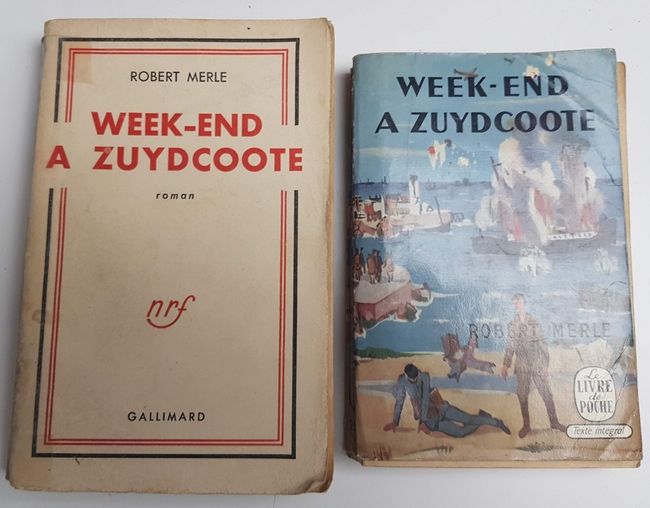 ROBERT MERLE
WEEK-END
A ZUYDCOOTE
roman
nrf
GALLIMARD
WEEK-END
A ZUYDCOOTE
ROBERT MERLE
Le
LIVRE
de
POCHE
Texte intégral